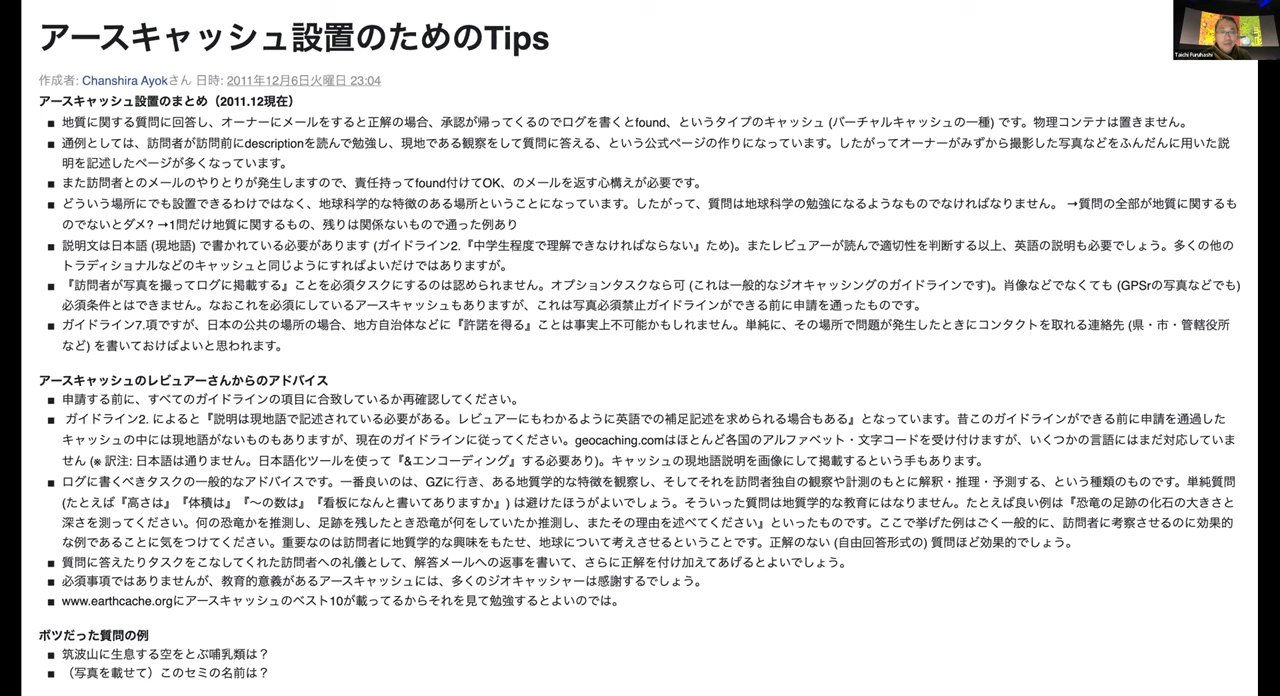 アースキャッシュ設置のためのTips
Taichi Furuhashi
作成者: Chanshira Ayokさん 日時: 2011年12月6日火曜日 23:04
アースキャッシュ設置のまとめ（2011.12現在）
■ 地質に関する質問に回答し、オーナーにメールをすると正解の場合、承認が帰ってくるのでログを書くとfound、というタイプのキャッシュ (バーチャルキャッシュの一種) です。物理コンテナは置きません。
■ 通例としては、訪問者が訪問前にdescriptionを読んで勉強し、現地である観察をして質問に答える、という公式ページの作りになっています。したがってオーナーがみずから撮影した写真などをふんだんに用いた説
明を記述したページが多くなっています。
■ また訪問者とのメールのやりとりが発生しますので、責任持ってfound付けてOK、のメールを返す心構えが必要です。
■ どういう場所にでも設置できるわけではなく、地球科学的な特徴のある場所ということになっています。したがって、質問は地球科学の勉強になるようなものでなければなりません。 →質問の全部が地質に関するも
のでないとダメ? →1問だけ地質に関するもの、残りは関係ないもので通った例あり
■ 説明文は日本語 (現地語) で書かれている必要があります (ガイドライン2.『中学生程度で理解できなければならない』ため)。またレビュアーが読んで適切性を判断する以上、英語の説明も必要でしょう。多くの他の
トラディショナルなどのキャッシュと同じようにすればよいだけではありますが。
■ 『訪問者が写真を撮ってログに掲載する』ことを必須タスクにするのは認められません。オプションタスクなら可 (これは一般的なジオキャッシングのガイドラインです)。肖像などでなくても (GPSrの写真などでも)
必須条件とはできません。なおこれを必須にしているアースキャッシュもありますが、これは写真必須禁止ガイドラインができる前に申請を通ったものです。
■ ガイドライン7.項ですが、日本の公共の場所の場合、地方自治体などに『許諾を得る』ことは事実上不可能かもしれません。単純に、その場所で問題が発生したときにコンタクトを取れる連絡先 (県・市・管轄役所
など) を書いておけばよいと思われます。
アースキャッシュのレビュアーさんからのアドバイス
■ 申請する前に、すべてのガイドラインの項目に合致しているか再確認してください。
■ ガイドライン2. によると『説明は現地語で記述されている必要がある。レビュアーにもわかるように英語での補足記述を求められる場合もある』となっています。昔このガイドラインができる前に申請を通過した
キャッシュの中には現地語がないものもありますが、現在のガイドラインに従ってください。geocaching.comはほとんど各国のアルファベット・文字コードを受け付けますが、いくつかの言語にはまだ対応していま
せん (※ 訳注: 日本語は通りません。日本語化ツールを使って『&エンコーディング』する必要あり)。キャッシュの現地語説明を画像にして掲載するという手もあります。
■ ログに書くべきタスクの一般的なアドバイスです。一番良いのは、GZに行き、ある地質学的な特徴を観察し、そしてそれを訪問者独自の観察や計測のもとに解釈・推理・予測する、という種類のものです。単純質問
(たとえば『高さは』『体積は』『〜の数は』『看板になんと書いてありますか』) は避けたほうがよいでしょう。そういった質問は地質学的な教育にはなりません。たとえば良い例は『恐竜の足跡の化石の大きさと
深さを測ってください。何の恐竜かを推測し、足跡を残したとき恐竜が何をしていたか推測し、またその理由を述べてください』といったものです。ここで挙げた例はごく一般的に、訪問者に考察させるのに効果的
な例であることに気をつけてください。重要なのは訪問者に地質学的な興味をもたせ、地球について考えさせるということです。正解のない (自由回答形式の) 質問ほど効果的でしょう。
■ 質問に答えたりタスクをこなしてくれた訪問者への礼儀として、解答メールへの返事を書いて、さらに正解を付け加えてあげるとよいでしょう。
■ 必須事項ではありませんが、教育的意義があるアースキャッシュには、多くのジオキャッシャーは感謝するでしょう。
■ www.earthcache.orgにアースキャッシュのベスト10が載ってるからそれを見て勉強するとよいのでは。
ボツだった質問の例
■ 筑波山に生息する空をとぶ哺乳類は？
■ （写真を載せて）このセミの名前は？